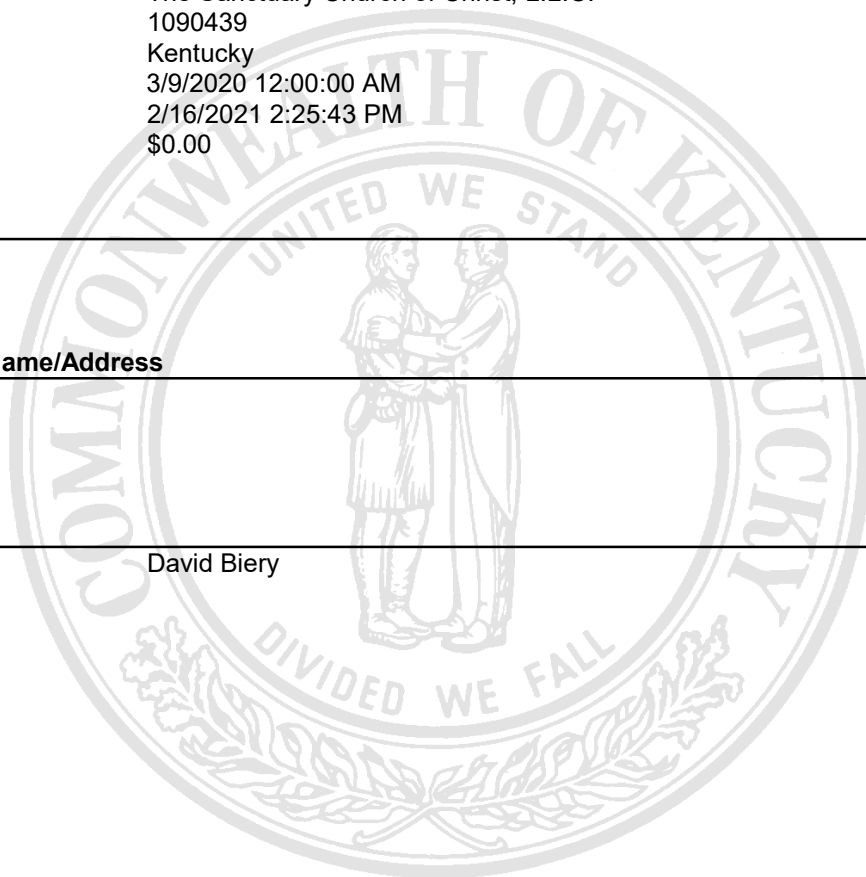 1090439
Kentucky
3/9/2020 12:00:00 AM
2/16/2021 2:25:43 PM
$0.00
COMMONWEALTH OF KENTUCKY
UNITED WE STAND
ame/Address
David Biery
DIVIDED WE FALL